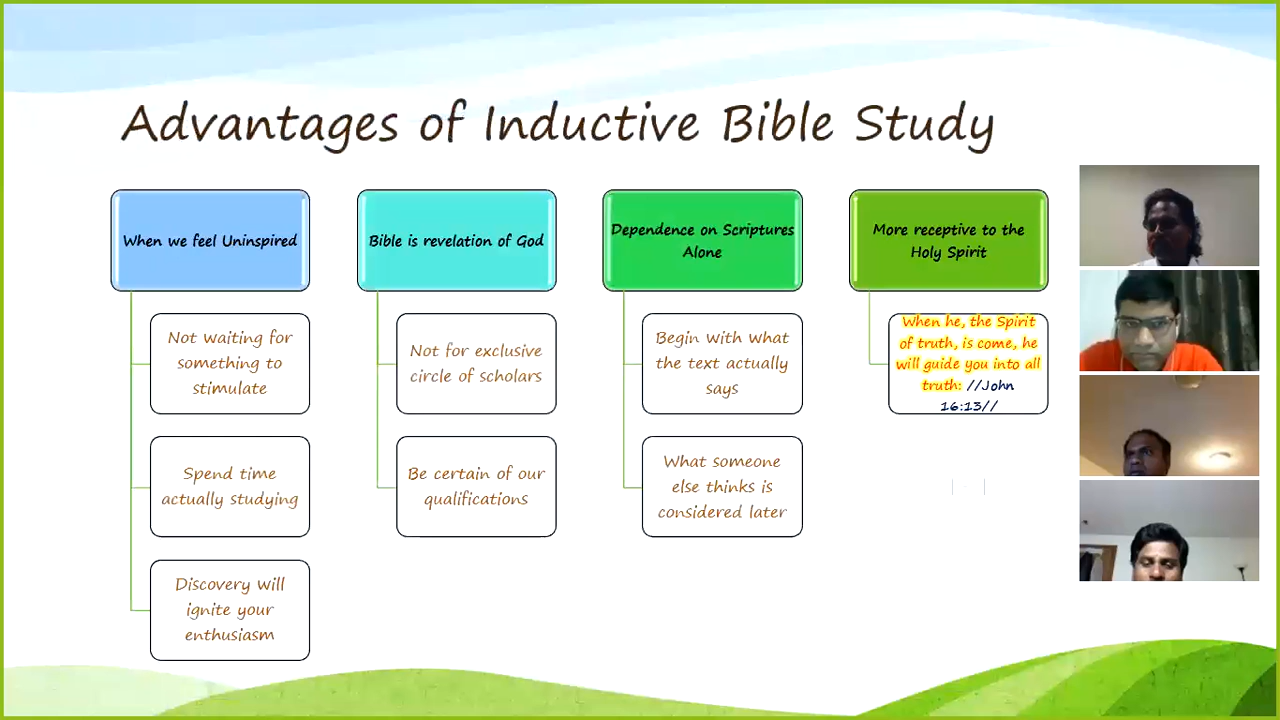 Advantages of Inductive Bible Study
When we feel Uninspired
Not waiting for
something to
stimulate
Spend time
actually studying
Discovery will
ignite your
enthusiasm
Bible is revelation of God
Not for exclusive
circle of scholars
Be certain of our
qualifications
Dependence on Scriptures
Alone
Begin with what
the text actually
says
What someone
else thinks is
considered later
More receptive to the
Holy Spirit
When he, the Spirit
of truth, is come, he
will guide you into all
truth: //John
16:13//